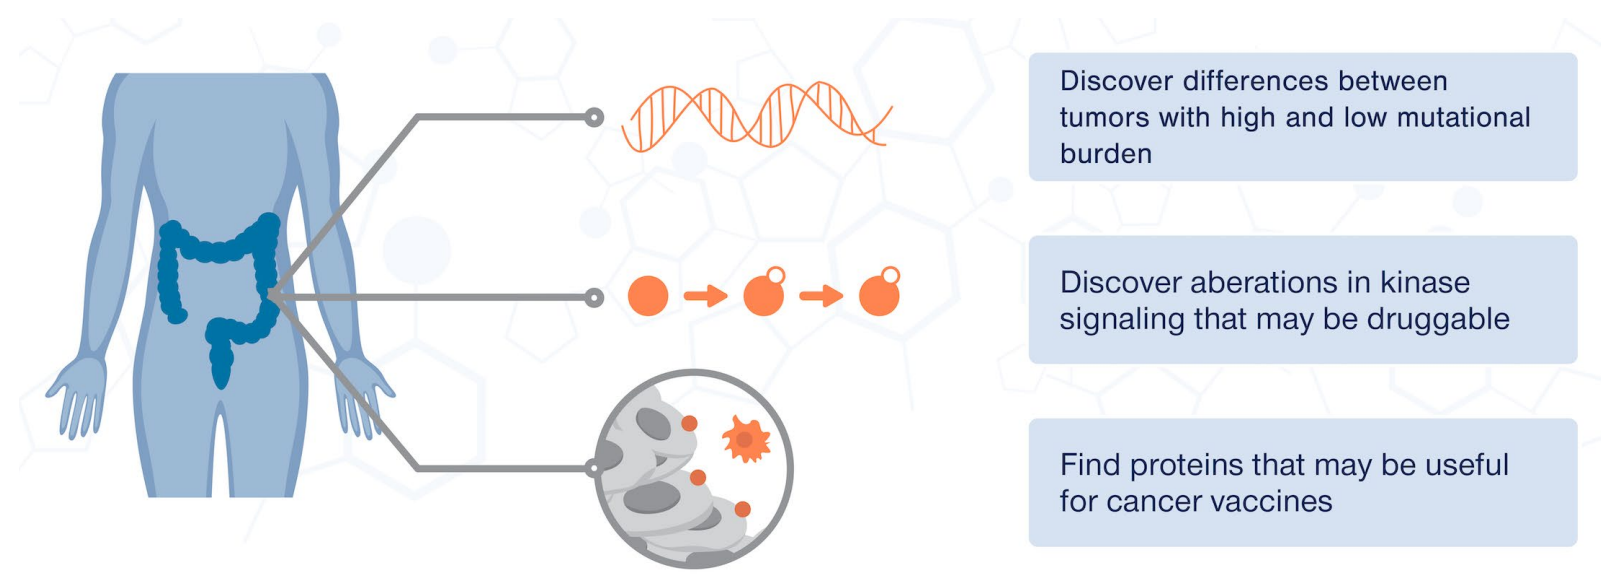 Discover differences between
tumors with high and low mutational
burden
Discover aberations in kinase
signaling that may be druggable
Find proteins that may be useful
for cancer vaccines